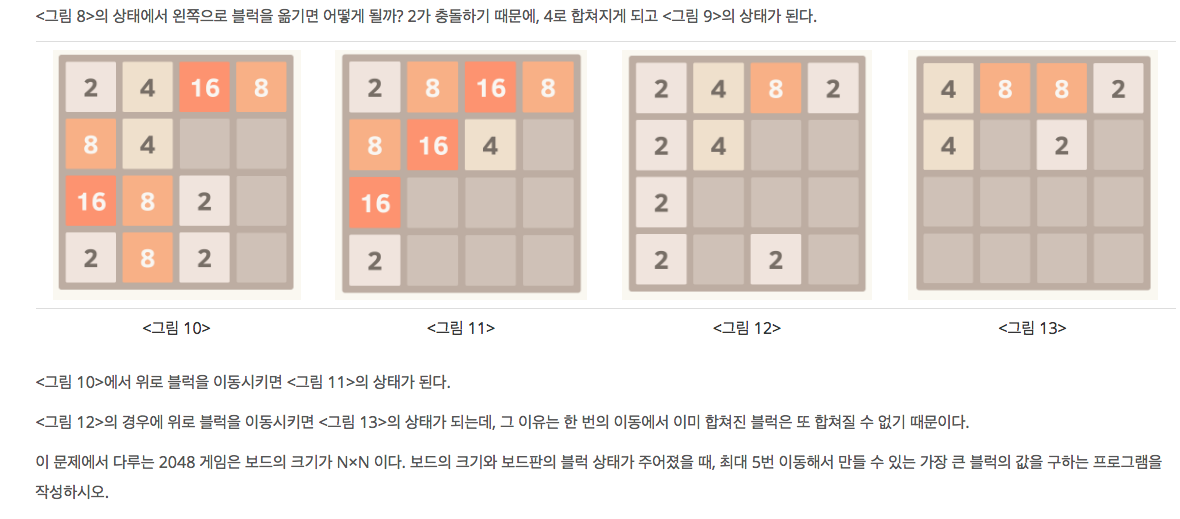 <그림 8>의 상태에서 왼쪽으로 블럭을 옮기면 어떻게 될까? 2가 충돌하기 때문에, 4로 합쳐지게 되고 <그림 9>의 상태가 된다.
2 4 16 8
8 4
16 8 2
2 8 2
2 8 16 8
8 16 4
16
2
2 4 8 2
2 4
2
2 2
4 8 8 2
4 2
<그림 10> <그림 11> <그림 12> <그림 13>
<그림 10>에서 위로 블럭을 이동시키면 <그림 11>의 상태가 된다.
<그림 12>의 경우에 위로 블럭을 이동시키면 <그림 13>의 상태가 되는데, 그 이유는 한 번의 이동에서 이미 합쳐진 블럭은 또 합쳐질 수 없기 때문이다.
이 문제에서 다루는 2048 게임은 보드의 크기가 N×N 이다. 보드의 크기와 보드판의 블럭 상태가 주어졌을 때, 최대 5번 이동해서 만들 수 있는 가장 큰 블럭의 값을 구하는 프로그램을
작성하시오.